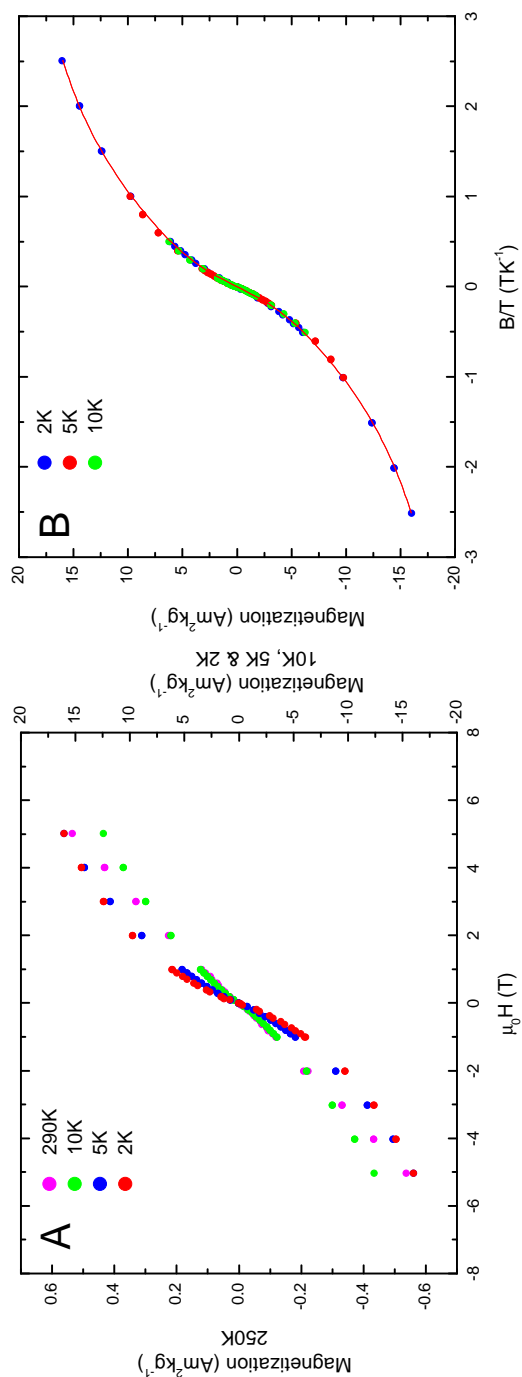 A
290K
10K
5K
2K
0.6
0.4
0.2
0.0
-0.2
-0.4
-0.6
250K
Magnetization (Am²kg⁻¹)
-6
-4
-2
0
2
4
6
8
μ₀H (T)
20
15
10
5
0
-5
-10
-15
-20
Magnetization (Am²kg⁻¹)
10K, 5K & 2K
B
2K
5K
10K
20
15
10
5
0
-5
-10
-15
-20
Magnetization (Am²kg⁻¹)
-3
-2
-1
0
1
2
3
B/T (TK⁻¹)